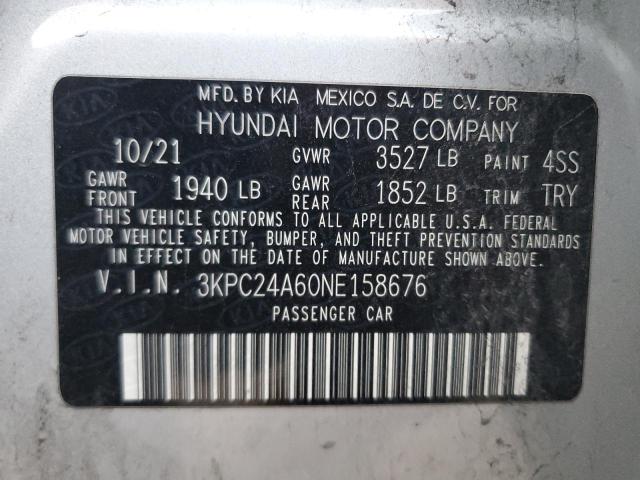 MFD. BY KIA MEXICO S.A. DE C.V. FOR
HYUNDAI MOTOR COMPANY
10/21 GVWR 3527 LB PAINT 4SS
GAWR FRONT 1940 LB GAWR REAR 1852 LB TRIM TRY
THIS VEHICLE CONFORMS TO ALL APPLICABLE U.S.A. FEDERAL
MOTOR VEHICLE SAFETY, BUMPER, AND THEFT PREVENTION STANDARDS
IN EFFECT ON THE DATE OF MANUFACTURE SHOWN ABOVE.
V.I.N. 3KPC24A60NE158676
PASSENGER CAR